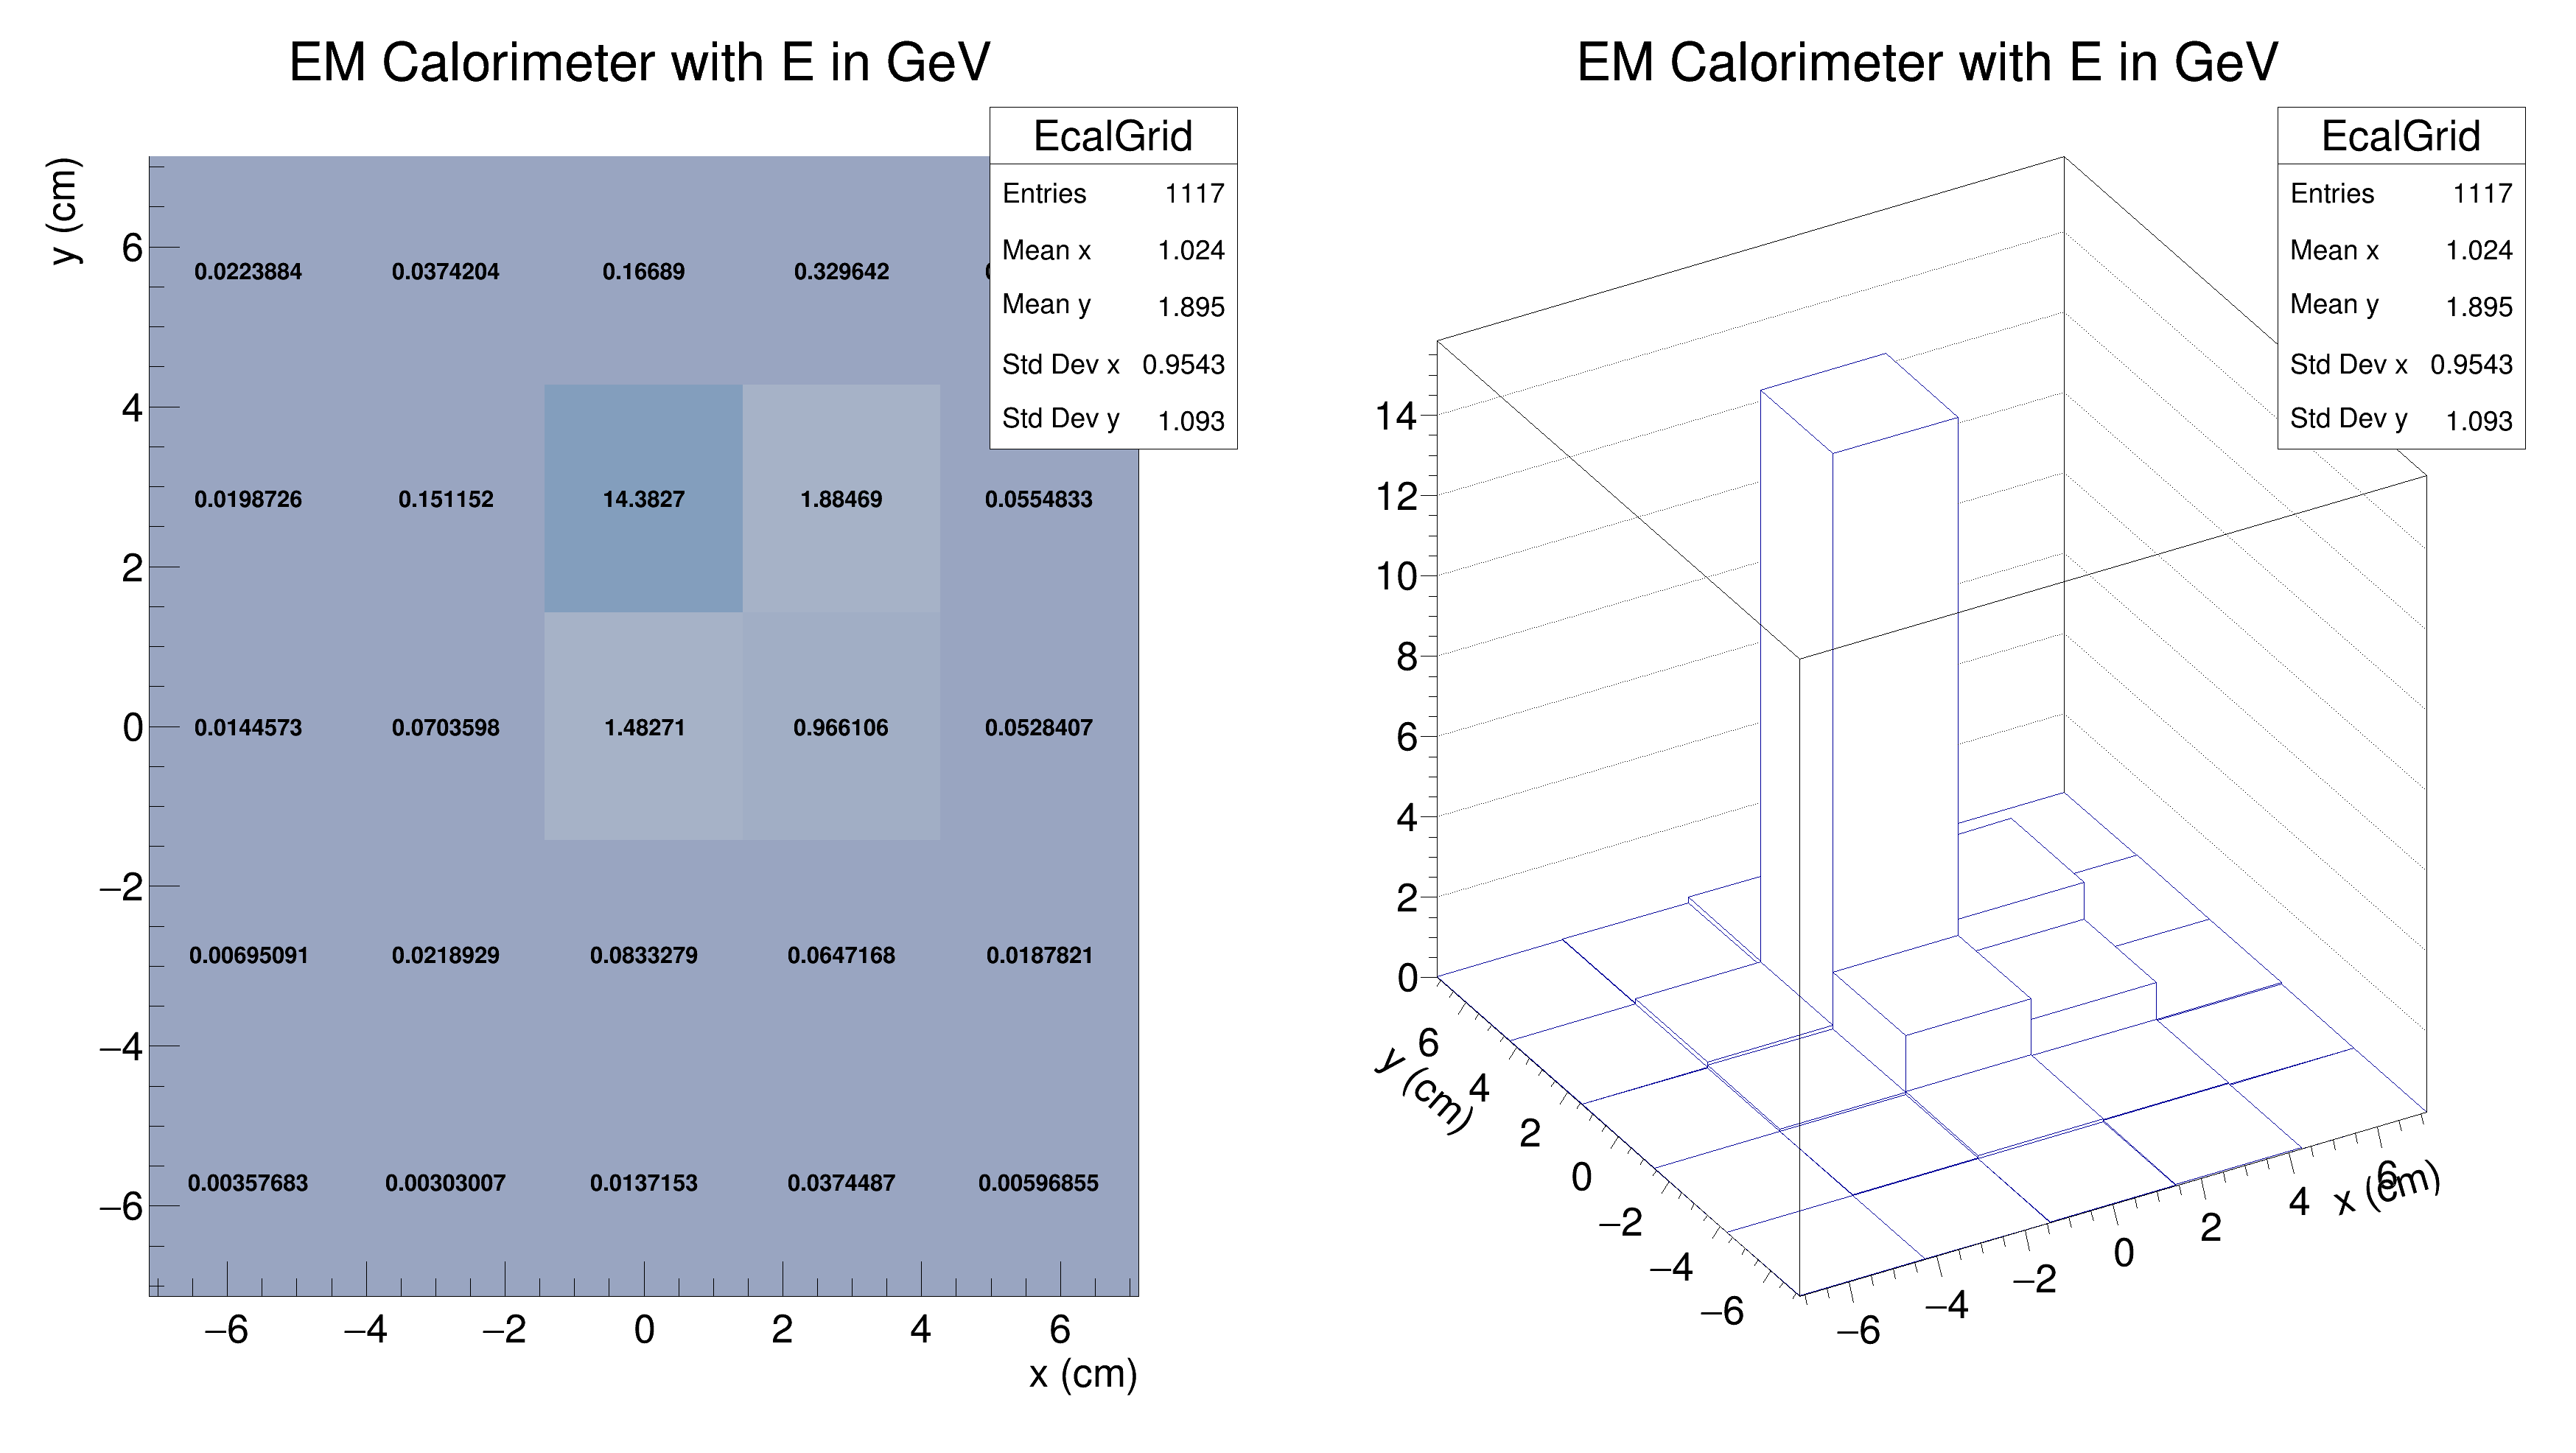 EM Calorimeter with E in GeV
EcalGrid
Entries 1117
Mean x 1.024
Mean y 1.895
Std Dev x 0.9543
Std Dev y 1.093
y (cm)
6
4
2
0
−2
−4
−6
0.0223884 0.0374204 0.16689 0.329642
0.0198726 0.151152 14.3827 1.88469 0.0554833
0.0144573 0.0703598 1.48271 0.966106 0.0528407
0.00695091 0.0218929 0.0833279 0.0647168 0.0187821
0.00357683 0.00303007 0.0137153 0.0374487 0.00596855
−6 −4 −2 0 2 4 6
x (cm)
EM Calorimeter with E in GeV
EcalGrid
Entries 1117
Mean x 1.024
Mean y 1.895
Std Dev x 0.9543
Std Dev y 1.093
14
12
10
8
6
4
2
0
6
4
2
0
−2
−4
−6
y (cm)
−6 −4 −2 0 2 4 6
x (cm)